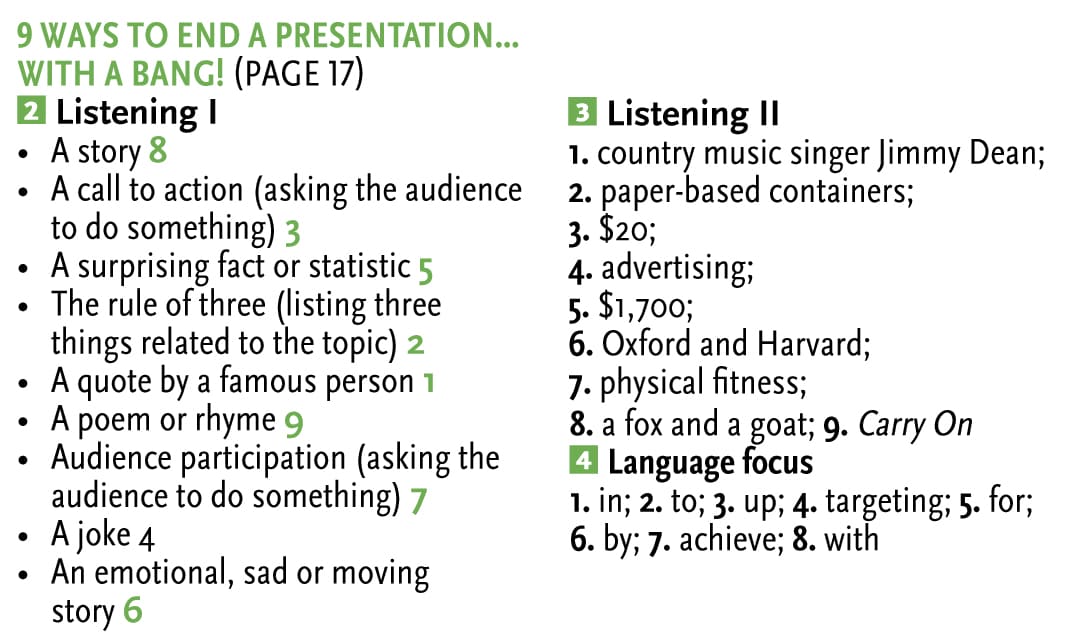 9 WAYS TO END A PRESENTATION...
WITH A BANG! (PAGE 17)
2 Listening I
• A story 8
• A call to action (asking the audience
to do something) 3
• A surprising fact or statistic 5
• The rule of three (listing three
things related to the topic) 2
• A quote by a famous person 1
• A poem or rhyme 9
• Audience participation (asking the
audience to do something) 7
• A joke 4
• An emotional, sad or moving
story 6
3 Listening II
1. country music singer Jimmy Dean;
2. paper-based containers;
3. $20;
4. advertising;
5. $1,700;
6. Oxford and Harvard;
7. physical fitness;
8. a fox and a goat; 9. Carry On
4 Language focus
1. in; 2. to; 3. up; 4. targeting; 5. for;
6. by; 7. achieve; 8. with